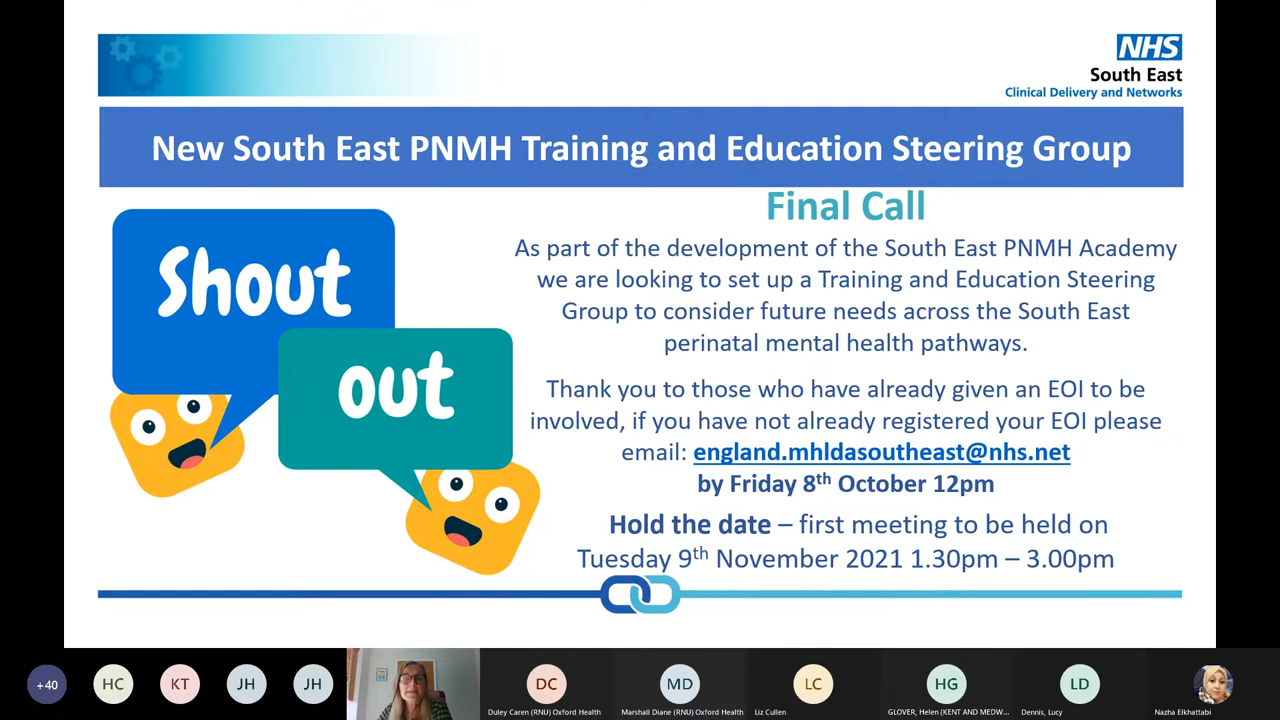 NHS
South East
Clinical Delivery and Networks
New South East PNMH Training and Education Steering Group
Shout
out
Final Call
As part of the development of the South East PNMH Academy
we are looking to set up a Training and Education Steering
Group to consider future needs across the South East
perinatal mental health pathways.
Thank you to those who have already given an EOI to be
involved, if you have not already registered your EOI please
email: england.mhldasoutheast@nhs.net
by Friday 8th October 12pm
Hold the date – first meeting to be held on
Tuesday 9th November 2021 1.30pm – 3.00pm
+40
HC
KT
JH
JH
DC
MD
LC
HG
LD
Duley Caren (RNU) Oxford Health
Marshall Diane (RNU) Oxford Health
Liz Cullen
GLOVER, Helen (KENT AND MEDW...
Dennis, Lucy
Nazha Elkhattabi